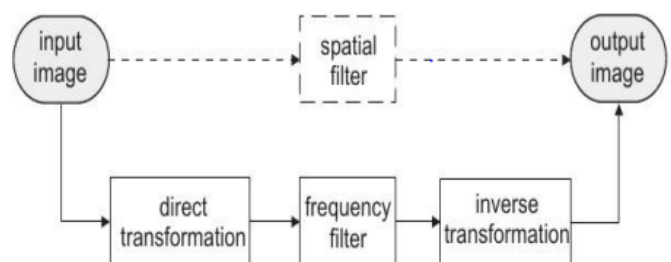 input
image
spatial
filter
output
image
direct
transformation
frequency
filter
inverse
transformation